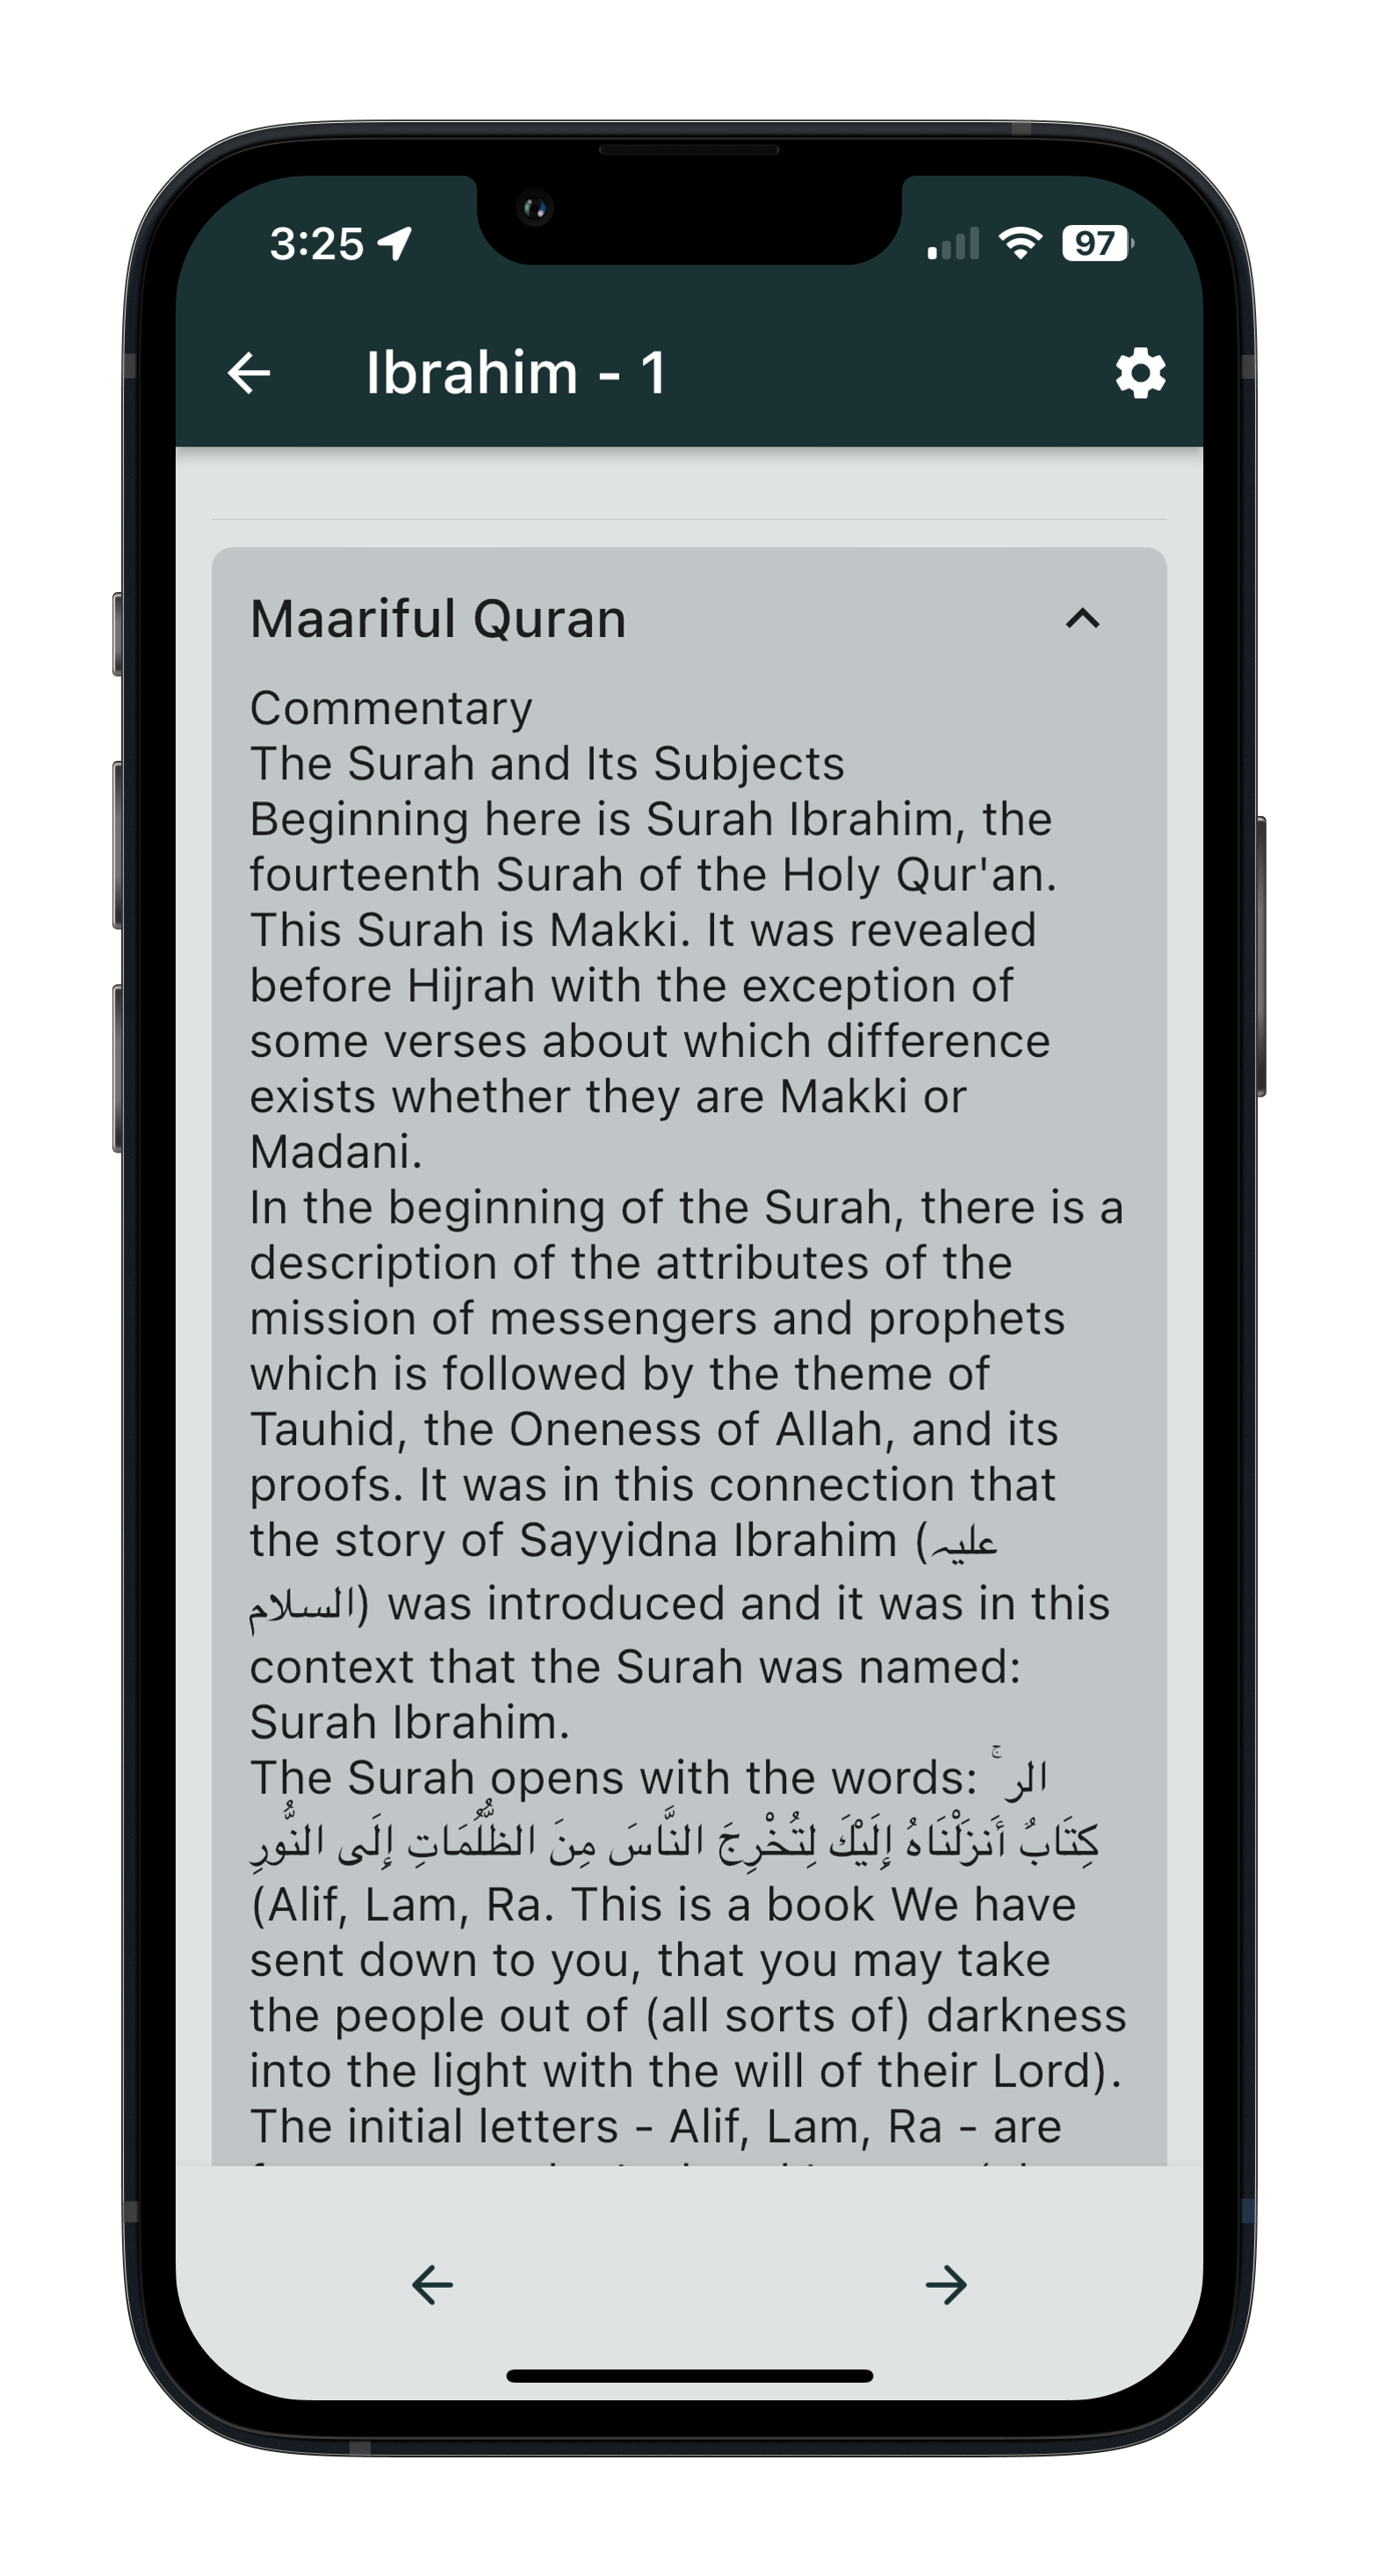 3:25
97
Ibrahim - 1
Maariful Quran
Commentary
The Surah and Its Subjects
Beginning here is Surah Ibrahim, the
fourteenth Surah of the Holy Qur'an.
This Surah is Makki. It was revealed
before Hijrah with the exception of
some verses about which difference
exists whether they are Makki or
Madani.
In the beginning of the Surah, there is a
description of the attributes of the
mission of messengers and prophets
which is followed by the theme of
Tauhid, the Oneness of Allah, and its
proofs. It was in this connection that
the story of Sayyidna Ibrahim (علیہ
السلام) was introduced and it was in this
context that the Surah was named:
Surah Ibrahim.
The Surah opens with the words: الر ۚ
كِتَابٌ أَنزَلْنَاهُ إِلَيْكَ لِتُخْرِجَ النَّاسَ مِنَ الظُّلُمَاتِ إِلَى النُّورِ
(Alif, Lam, Ra. This is a book We have
sent down to you, that you may take
the people out of (all sorts of) darkness
into the light with the will of their Lord).
The initial letters - Alif, Lam, Ra - are